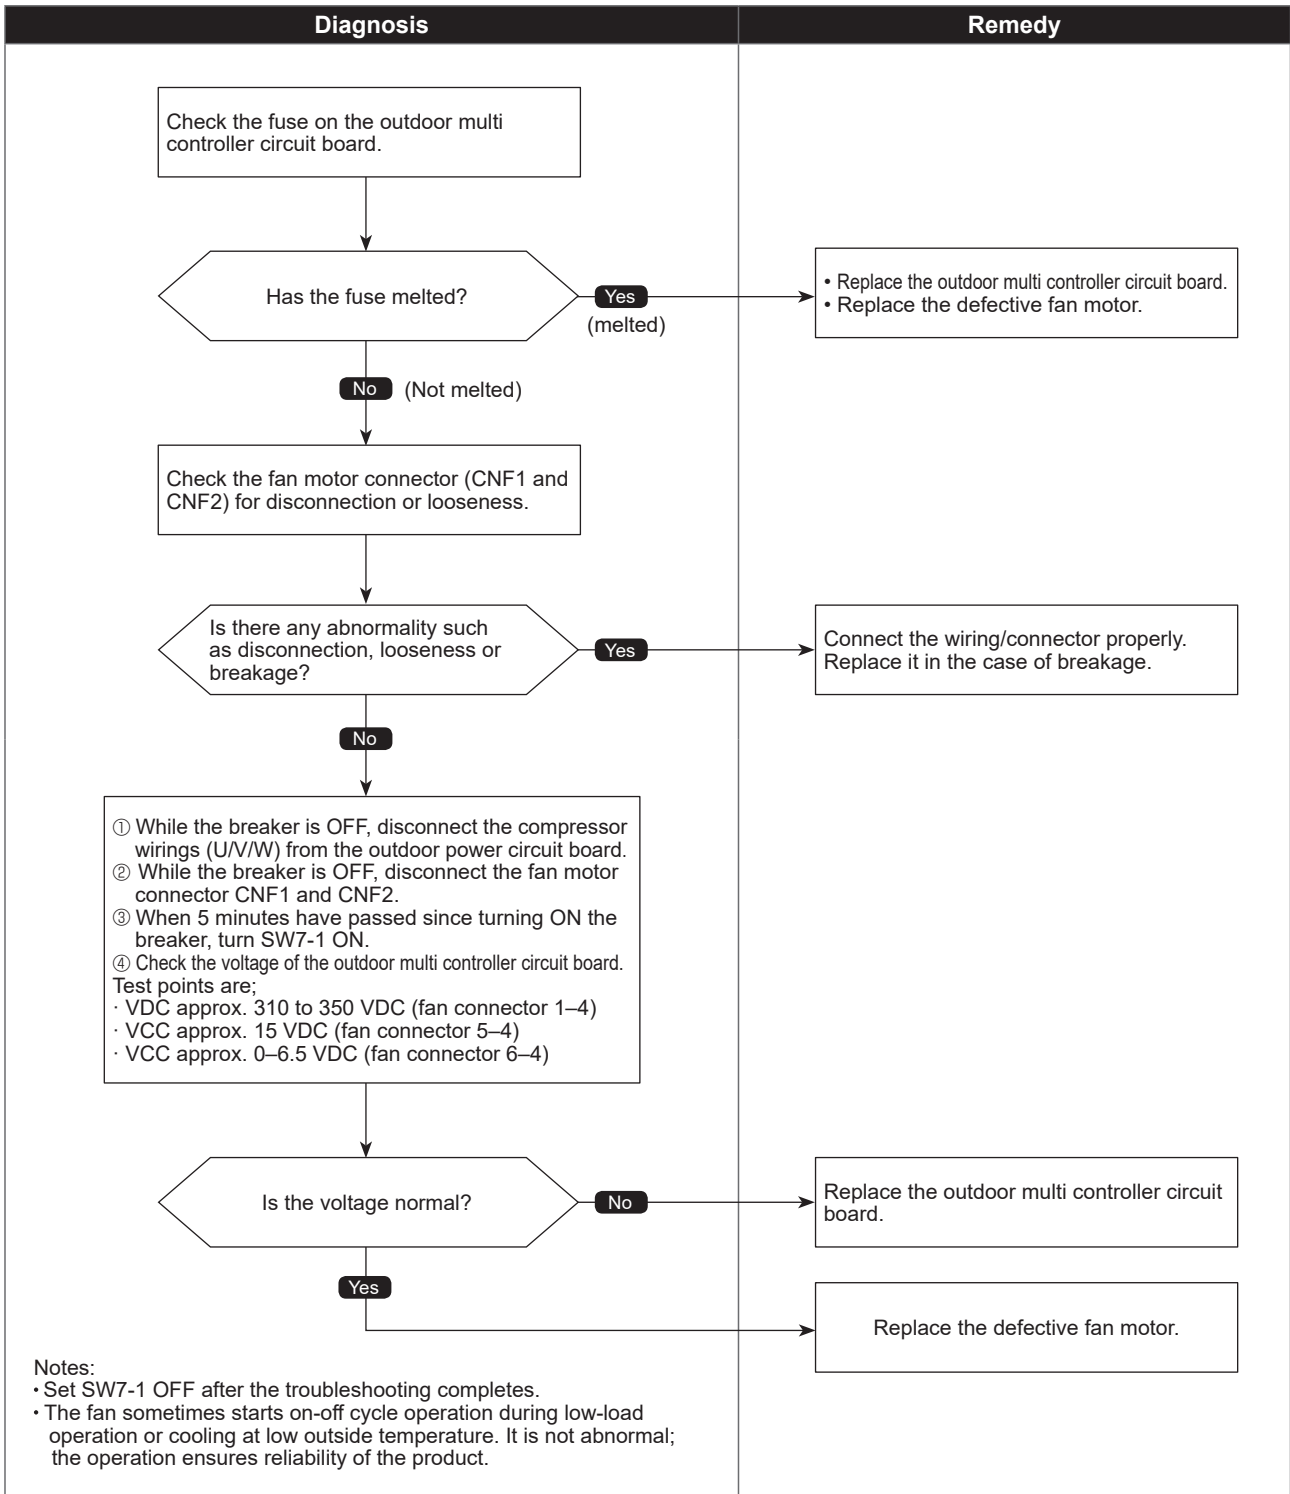 Diagnosis
Remedy
Check the fuse on the outdoor multi
controller circuit board.
Has the fuse melted?
Yes
(melted)
• Replace the outdoor multi controller circuit board.
• Replace the defective fan motor.
No (Not melted)
Check the fan motor connector (CNF1 and
CNF2) for disconnection or looseness.
Is there any abnormality such
as disconnection, looseness or
breakage?
Yes
Connect the wiring/connector properly.
Replace it in the case of breakage.
No
① While the breaker is OFF, disconnect the compressor
wirings (U/V/W) from the outdoor power circuit board.
② While the breaker is OFF, disconnect the fan motor
connector CNF1 and CNF2.
③ When 5 minutes have passed since turning ON the
breaker, turn SW7-1 ON.
④ Check the voltage of the outdoor multi controller circuit board.
Test points are;
· VDC approx. 310 to 350 VDC (fan connector 1–4)
· VCC approx. 15 VDC (fan connector 5–4)
· VCC approx. 0–6.5 VDC (fan connector 6–4)
Is the voltage normal?
No
Replace the outdoor multi controller circuit
board.
Yes
Replace the defective fan motor.
Notes:
• Set SW7-1 OFF after the troubleshooting completes.
• The fan sometimes starts on-off cycle operation during low-load
operation or cooling at low outside temperature. It is not abnormal;
the operation ensures reliability of the product.